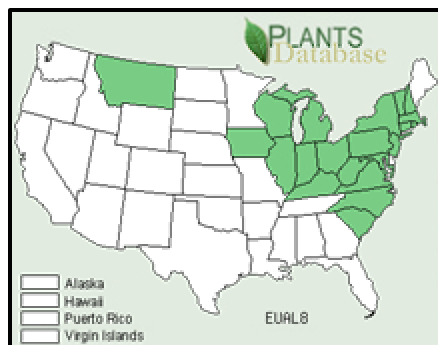 PLANTS
Database
Alaska
Hawaii
Puerto Rico
Virgin Islands
EUAL8